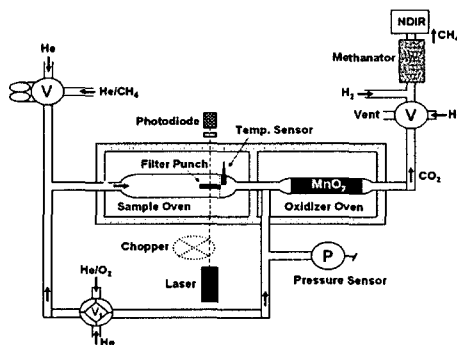 NDIR
CH4
Methanator
He
V
He/CH4
H2
Vent
V
Photodiode
Temp. Sensor
Filter Punch
MnO2
CO2
Sample Oven
Oxidizer Oven
Chopper
P
He/O2
Laser
Pressure Sensor
He